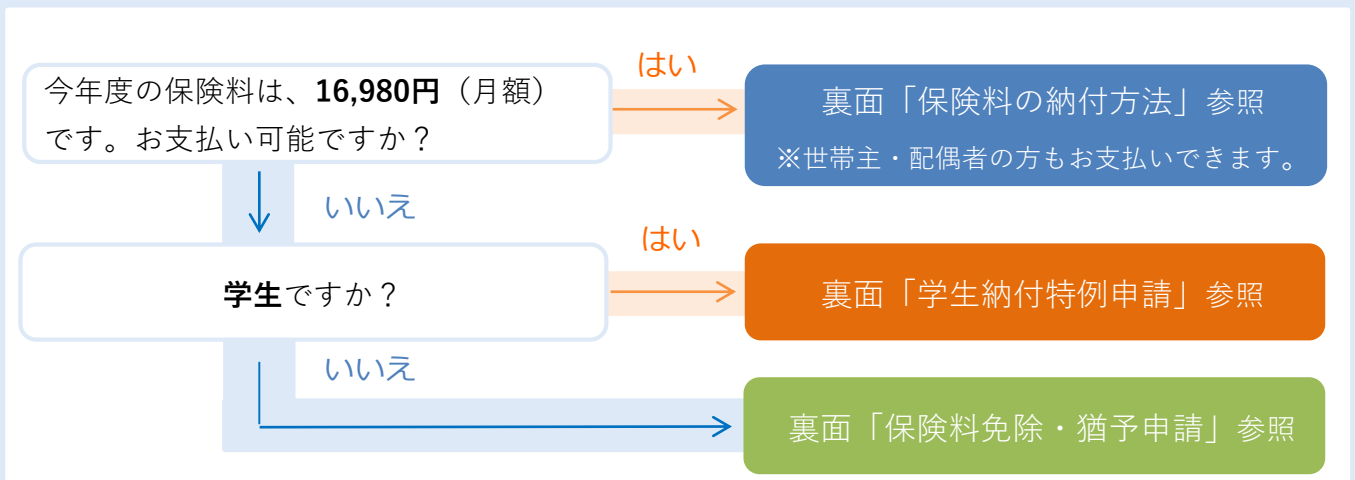 今年度の保険料は、16,980円（月額）
です。お支払い可能ですか？
はい
裏面「保険料の納付方法」参照
※世帯主・配偶者の方もお支払いできます。
いいえ
学生ですか？
はい
裏面「学生納付特例申請」参照
いいえ
裏面「保険料免除・猶予申請」参照